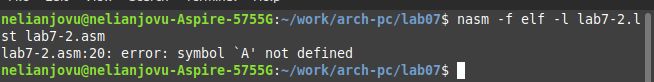 nelianjovu@nelianjovu-Aspire-5755G:~/work/arch-pc/lab07$ nasm -f elf -l lab7-2.l
st lab7-2.asm
lab7-2.asm:20: error: symbol `A' not defined
nelianjovu@nelianjovu-Aspire-5755G:~/work/arch-pc/lab07$